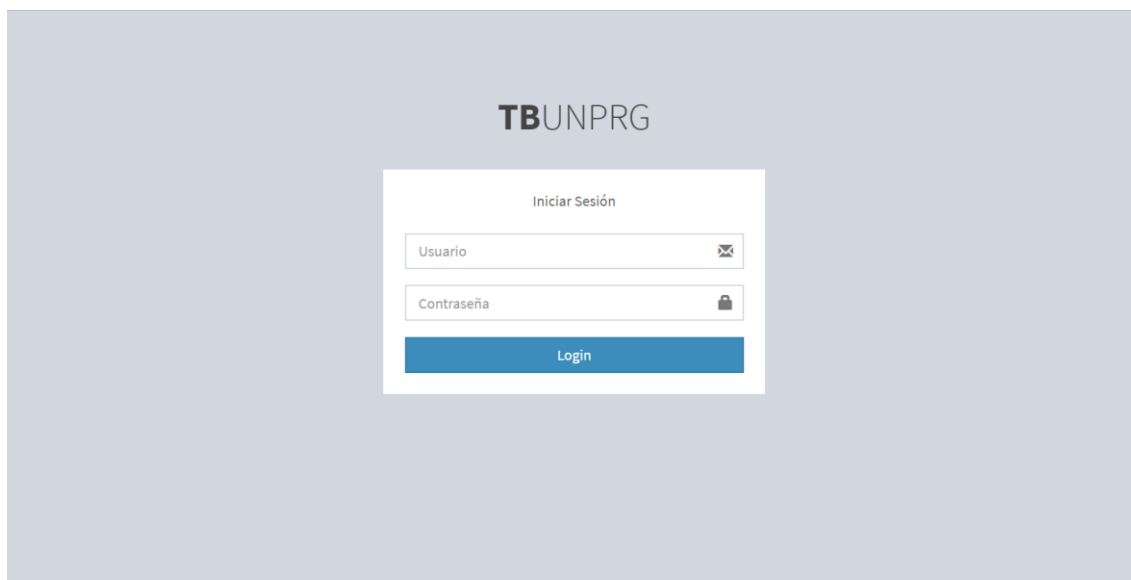 TBUNPRG
Iniciar Sesión
Usuario
Contraseña
Login